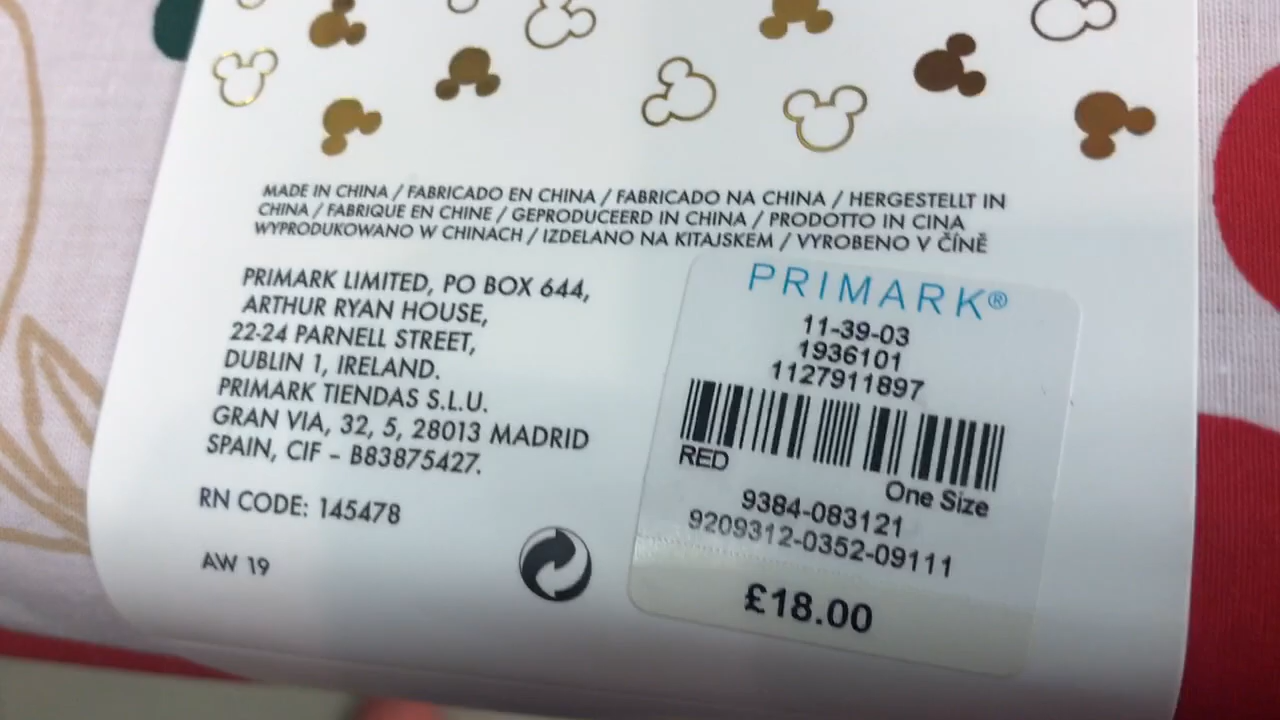 MADE IN CHINA / FABRICADO EN CHINA / FABRICADO NA CHINA / HERGESTELLT IN
CHINA / FABRIQUE EN CHINE / GEPRODUCEERD IN CHINA / PRODOTTO IN CINA
WYPRODUKOWANO W CHINACH / IZDELANO NA KITAJSKEM / VYROBENO V ČÍNĚ
PRIMARK LIMITED, PO BOX 644,
ARTHUR RYAN HOUSE,
22-24 PARNELL STREET,
DUBLIN 1, IRELAND.
PRIMARK TIENDAS S.L.U.
GRAN VIA, 32, 5, 28013 MADRID
SPAIN, CIF – B83875427.
RN CODE: 145478
AW 19
PRIMARK®
11-39-03
1936101
1127911897
RED
One Size
9384-083121
9209312-0352-09111
£18.00